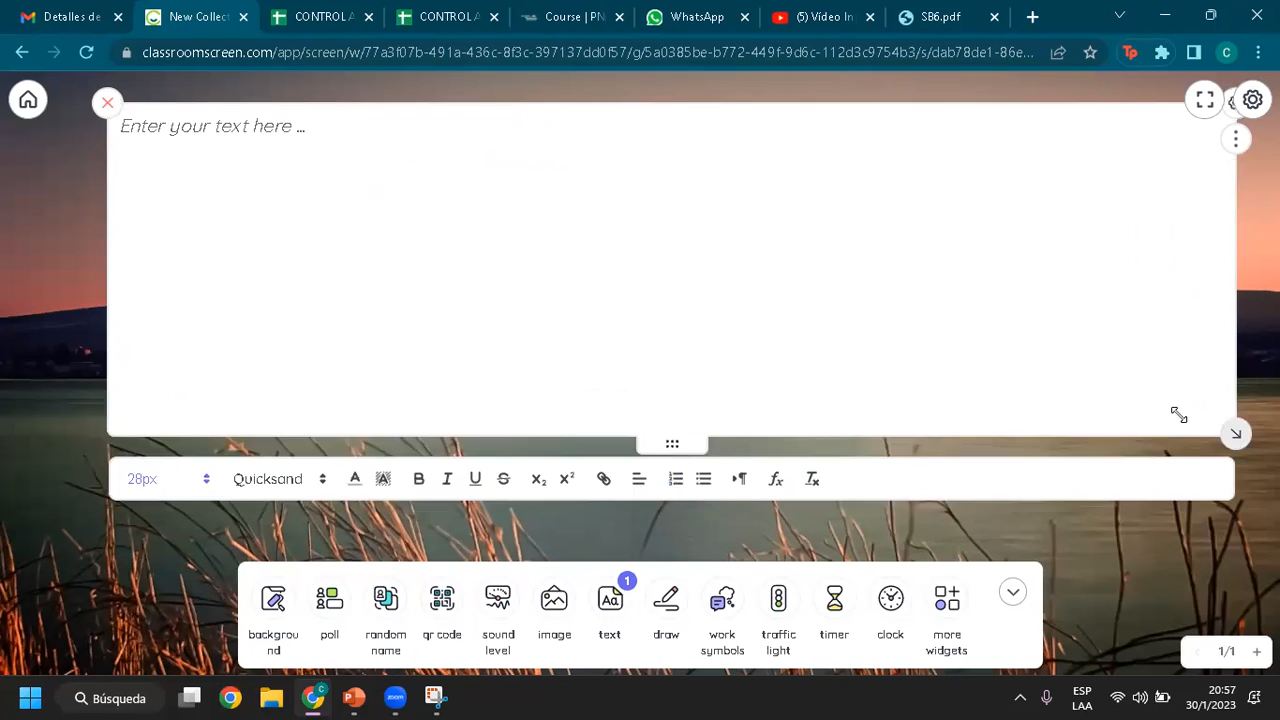 Detalles de
New Collect
CONTROL A
CONTROL A
Course | PN
WhatsApp
(5) Vídeo In
SB6.pdf
classroomscreen.com/app/screen/w/77a3f07b-491a-436c-8f3c-397137dd0f57/g/5a0385be-b772-449f-9d6c-112d3c9754b3/s/dab78de1-86e...
Enter your text here ...
28px
Quicksand
1
backgrou
nd
poll
random
name
qr code
sound
level
image
text
draw
work
symbols
traffic
light
timer
clock
more
widgets
1/1
Búsqueda
ESP
LAA
20:57
30/1/2023